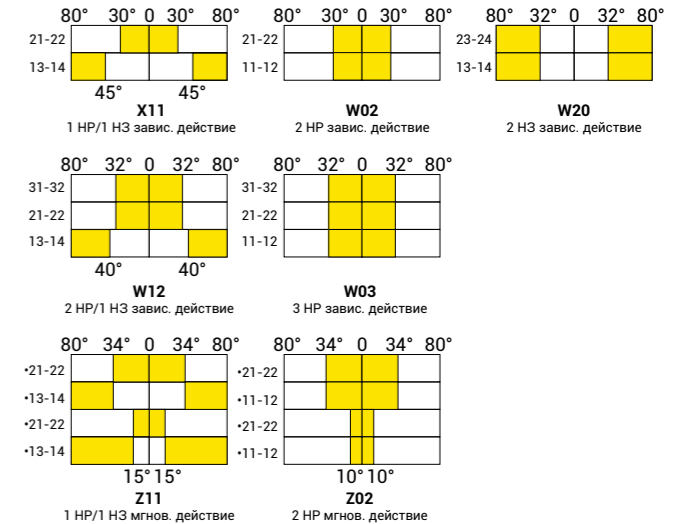 80° 30° 0 30° 80°
21-22
13-14
45° 45°
X11
1 НР/1 НЗ завис. действие
80° 30° 0 30° 80°
21-22
11-12
W02
2 НР завис. действие
80° 32° 0 32° 80°
23-24
13-14
W20
2 НЗ завис. действие
80° 32° 0 32° 80°
31-32
21-22
13-14
40° 40°
W12
2 НР/1 НЗ завис. действие
80° 32° 0 32° 80°
31-32
21-22
11-12
W03
3 НР завис. действие
80° 34° 0 34° 80°
•21-22
•13-14
•21-22
•13-14
15° 15°
Z11
1 НР/1 НЗ мгнов. действие
80° 34° 0 34° 80°
•21-22
•11-12
•21-22
•11-12
10° 10°
Z02
2 НР мгнов. действие